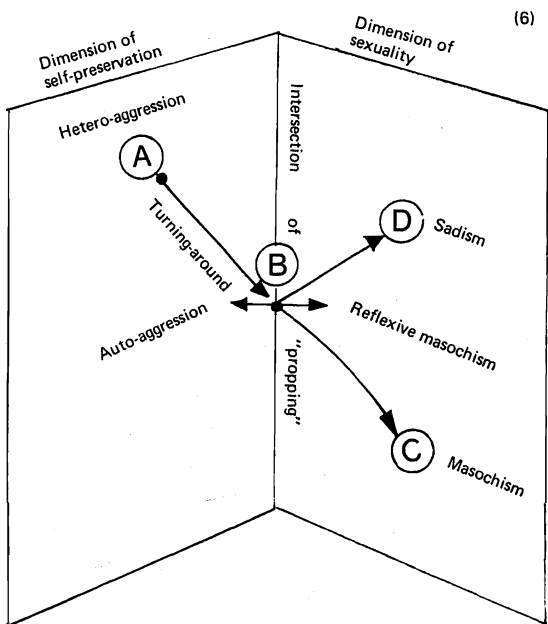 (6)
Dimension of
self-preservation
Dimension of
sexuality
Hetero-aggression
A
Turning-around
Intersection of "propping"
B
D
Sadism
Auto-aggression
Reflexive masochism
C
Masochism